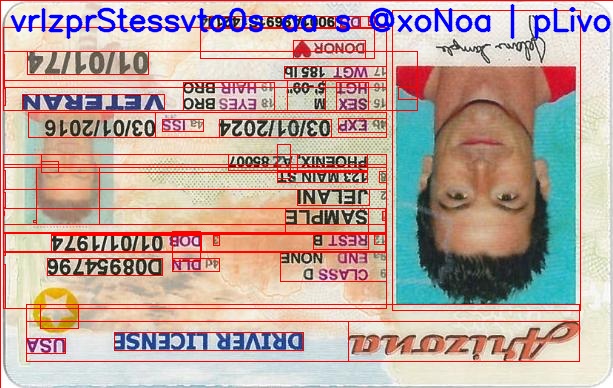 vrlzprStessvto0s aa s @xoNoa | pLivo
Arizona DRIVER LICENSE USA
9 CLASS D
9a END NONE 4d DLN D08954796
12 REST B 3 DOB 01/01/1974
1 SAMPLE
2 JELANI
8 123 MAIN ST
PHOENIX, AZ 85007
4b EXP 03/01/2024 4a ISS 03/01/2016
15 SEX M 18 EYES BRO VETERAN
16 HGT 5'-09" 19 HAIR BRO
17 WGT 185 lb 01/01/74
DONOR
Jelani Sample